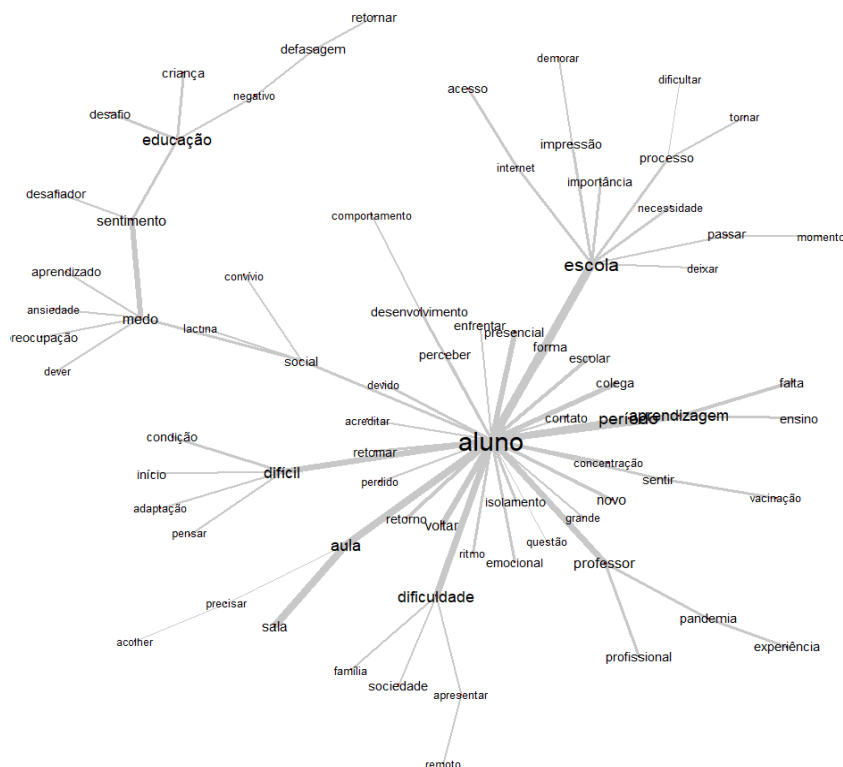 retornar
defasagem
demorar
criança
dificultar
acesso
negativo
desafio
tornar
educação
impressão
processo
internet
importância
desafiador
necessidade
comportamento
sentimento
passar
momento
escola
deixar
aprendizado
convívio
ansiedade
desenvolvimento
medo
lacuna
enfrentar
presencial
reocupação
forma
perceber
escolar
social
dever
devido
colega
falta
aprendizagem
contato
período
ensino
acreditar
condição
aluno
retomar
concentração
início
difícil
perdido
sentir
vacinação
novo
isolamento
adaptação
retorno
grande
voltar
pensar
questão
aula
ritmo
emocional
professor
dificuldade
precisar
pandemia
sala
acolher
experiência
profissional
família
sociedade
apresentar
remoto